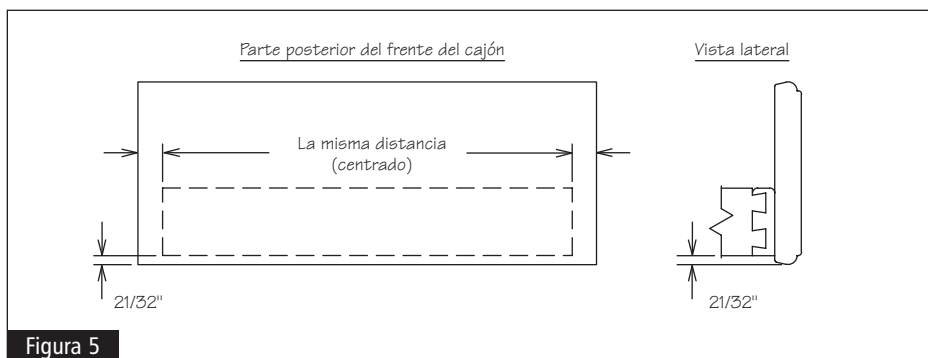 Parte posterior del frente del cajón
Vista lateral
La misma distancia
(centrado)
21/32"
21/32"
Figura 5